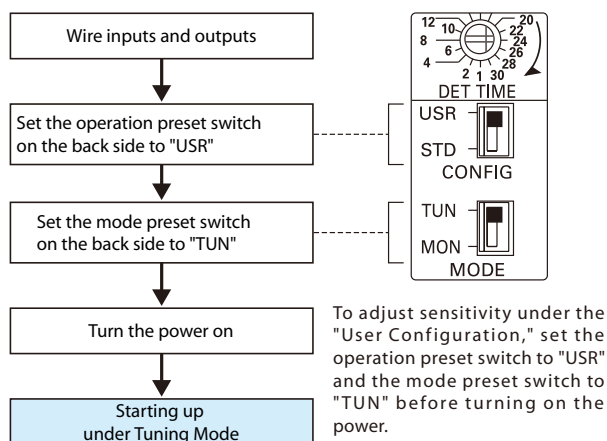 Wire inputs and outputs
Set the operation preset switch
on the back side to "USR"
Set the mode preset switch
on the back side to "TUN"
Turn the power on
Starting up
under Tuning Mode
12
10
8
6
4
2
1
30
28
26
24
22
20
DET TIME
USR
STD
CONFIG
TUN
MON
MODE
To adjust sensitivity under the
"User Configuration," set the
operation preset switch to "USR"
and the mode preset switch to
"TUN" before turning on the
power.